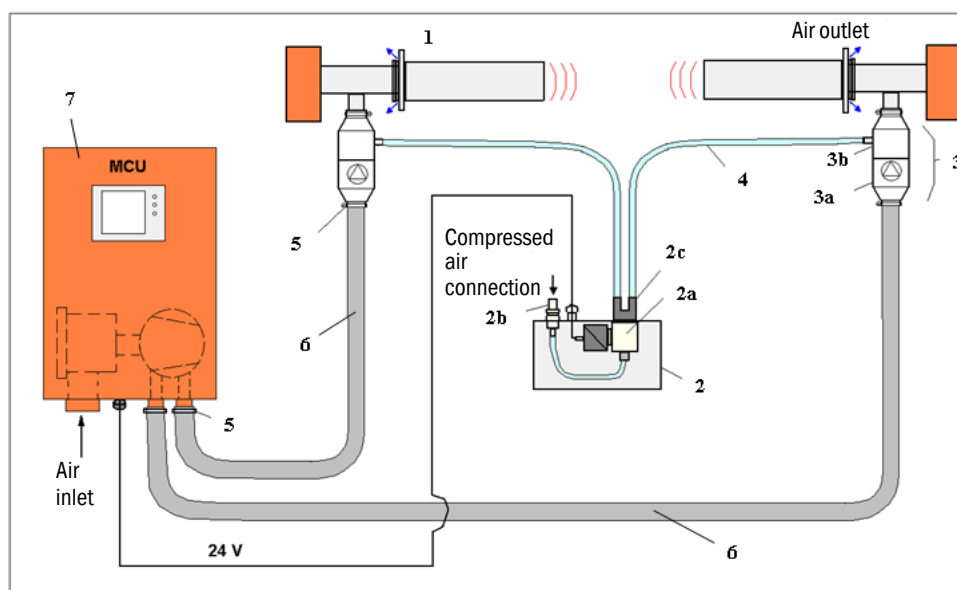 1
Air outlet
7
MCU
3b
3
4
3a
5
Compressed
air
connection
2c
2a
2b
6
2
5
Air
inlet
6
24 V